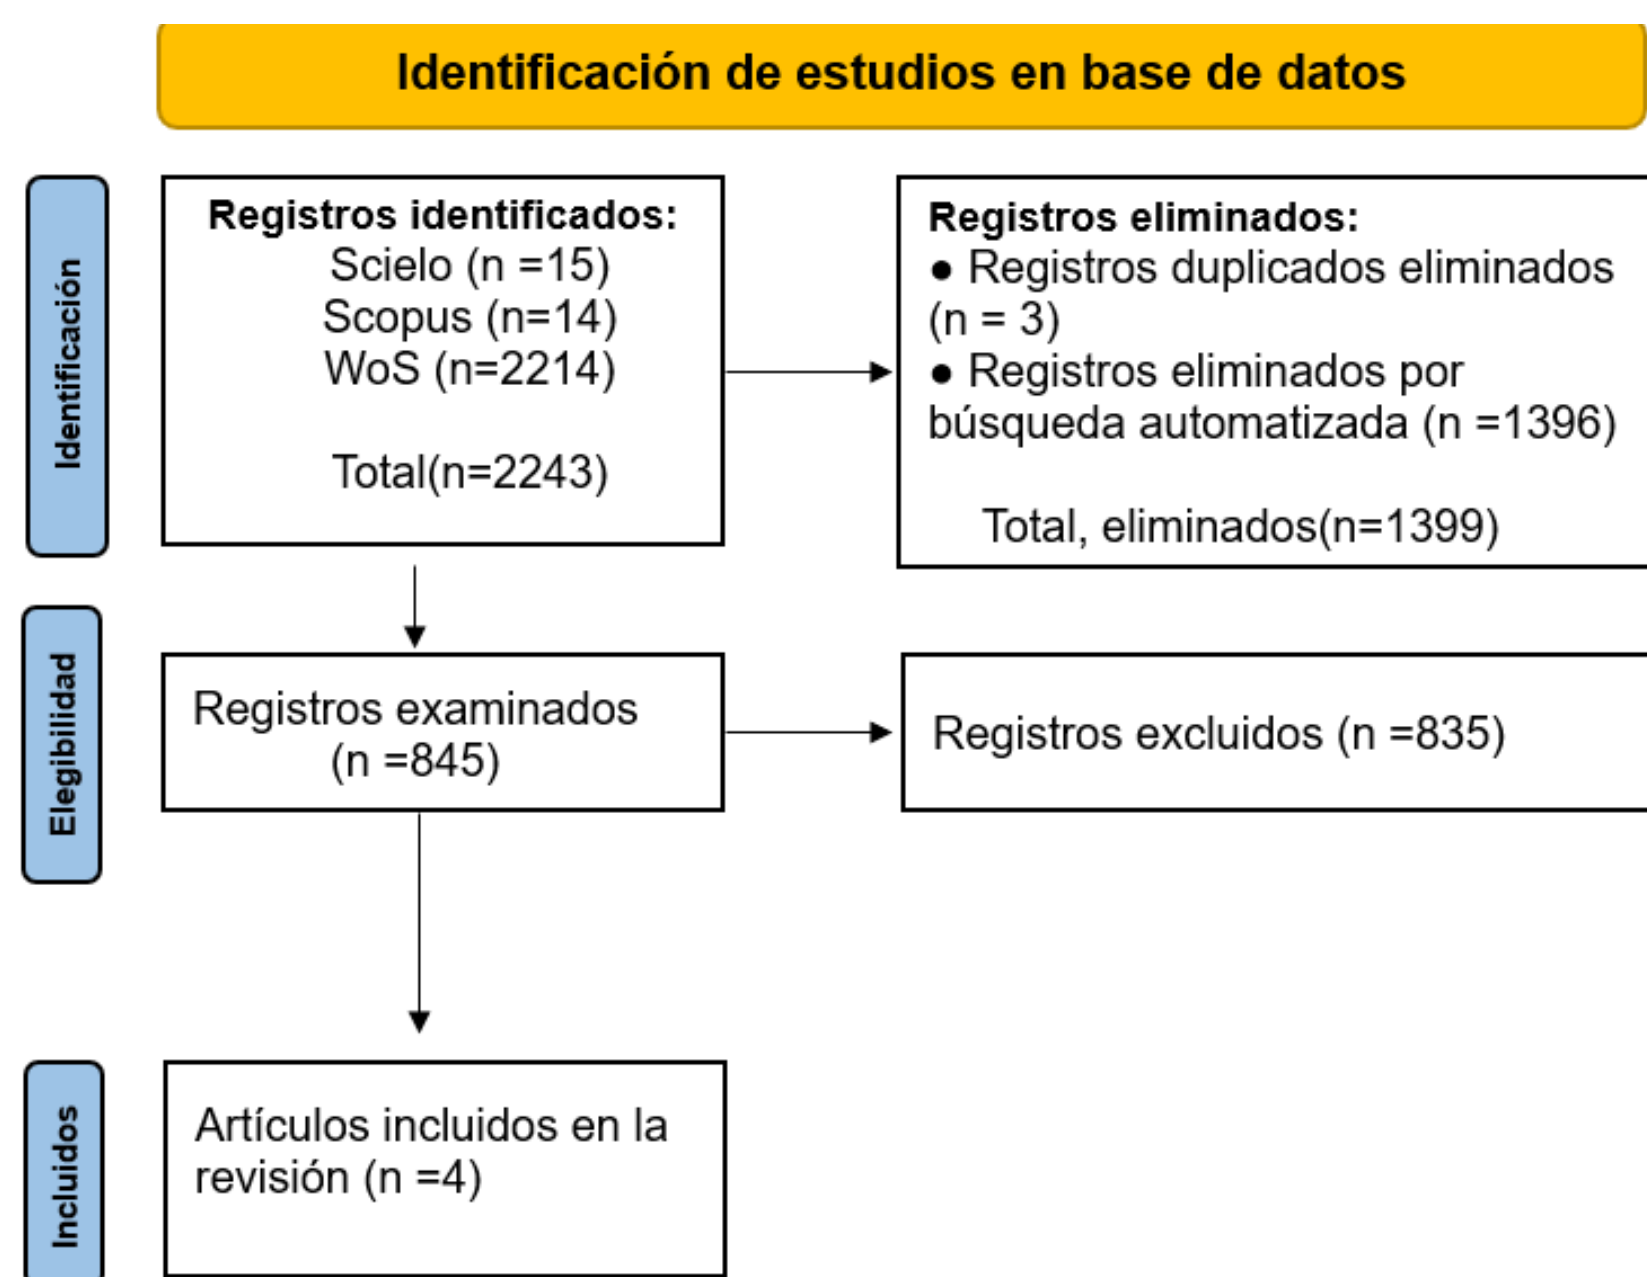 Identificación de estudios en base de datos
Identificación
Registros identificados:
Scielo (n =15)
Scopus (n=14)
WoS (n=2214)
Total(n=2243)
Registros eliminados:
● Registros duplicados eliminados
(n = 3)
● Registros eliminados por
búsqueda automatizada (n =1396)
Total, eliminados(n=1399)
Elegibilidad
Registros examinados
(n =845)
Registros excluidos (n =835)
Incluidos
Artículos incluidos en la
revisión (n =4)